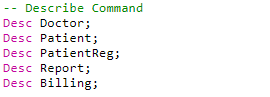 -- Describe Command
Desc Doctor;
Desc Patient;
Desc PatientReg;
Desc Report;
Desc Billing;